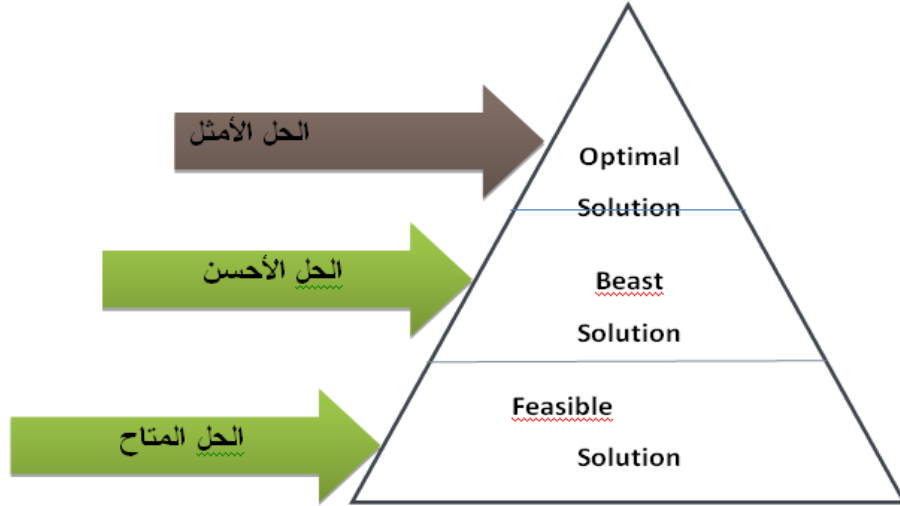 الحل الأمثل
Optimal
Solution
الحل الأحسن
Beast
Solution
الحل المتاح
Feasible
Solution